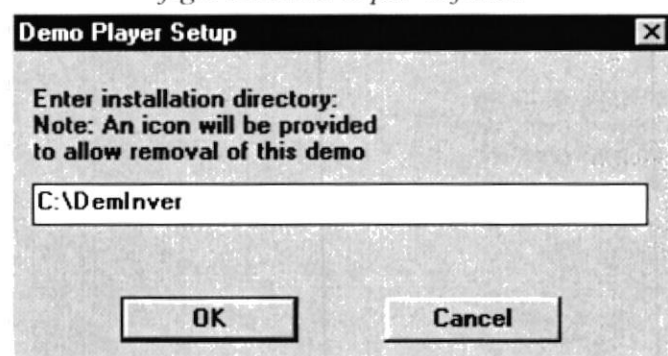 Demo Player Setup
Enter installation directory:
Note: An icon will be provided
to allow removal of this demo
C:\DemInver
OK
Cancel